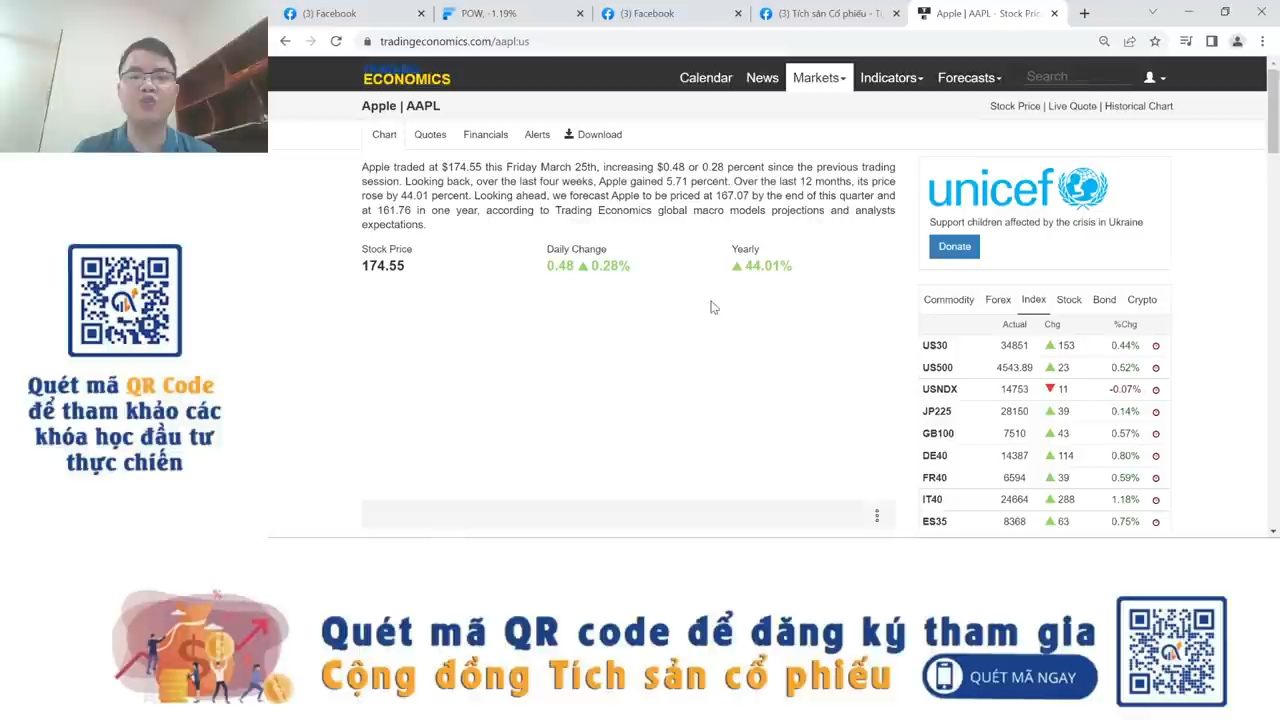 (3) Facebook
POW, -1.19%
(3) Facebook
(3) Tích sản Cổ phiếu - T
Apple | AAPL - Stock Pric
tradingeconomics.com/aapl:us
ECONOMICS
Calendar
News
Markets
Indicators
Forecasts
Search
Apple | AAPL
Stock Price | Live Quote | Historical Chart
Chart
Quotes
Financials
Alerts
Download
Apple traded at $174.55 this Friday March 25th, increasing $0.48 or 0.28 percent since the previous trading
session. Looking back, over the last four weeks, Apple gained 5.71 percent. Over the last 12 months, its price
rose by 44.01 percent. Looking ahead, we forecast Apple to be priced at 167.07 by the end of this quarter and
at 161.76 in one year, according to Trading Economics global macro models projections and analysts
expectations.
Stock Price
Daily Change
Yearly
174.55
0.48 ▲ 0.28%
▲ 44.01%
unicef
Support children affected by the crisis in Ukraine
Donate
Commodity Forex Index Stock Bond Crypto
Actual Chg %Chg
US30 34851 ▲ 153 0.44%
US500 4543.89 ▲ 23 0.52%
USNDX 14753 ▼ 11 -0.07%
JP225 28150 ▲ 39 0.14%
GB100 7510 ▲ 43 0.57%
DE40 14387 ▲ 114 0.80%
FR40 6594 ▲ 39 0.59%
IT40 24664 ▲ 288 1.18%
ES35 8368 ▲ 63 0.75%
Quét mã QR Code
để tham khảo các
khóa học đầu tư
thực chiến
Quét mã QR code để đăng ký tham gia
Cộng đồng Tích sản cổ phiếu
QUÉT MÃ NGAY